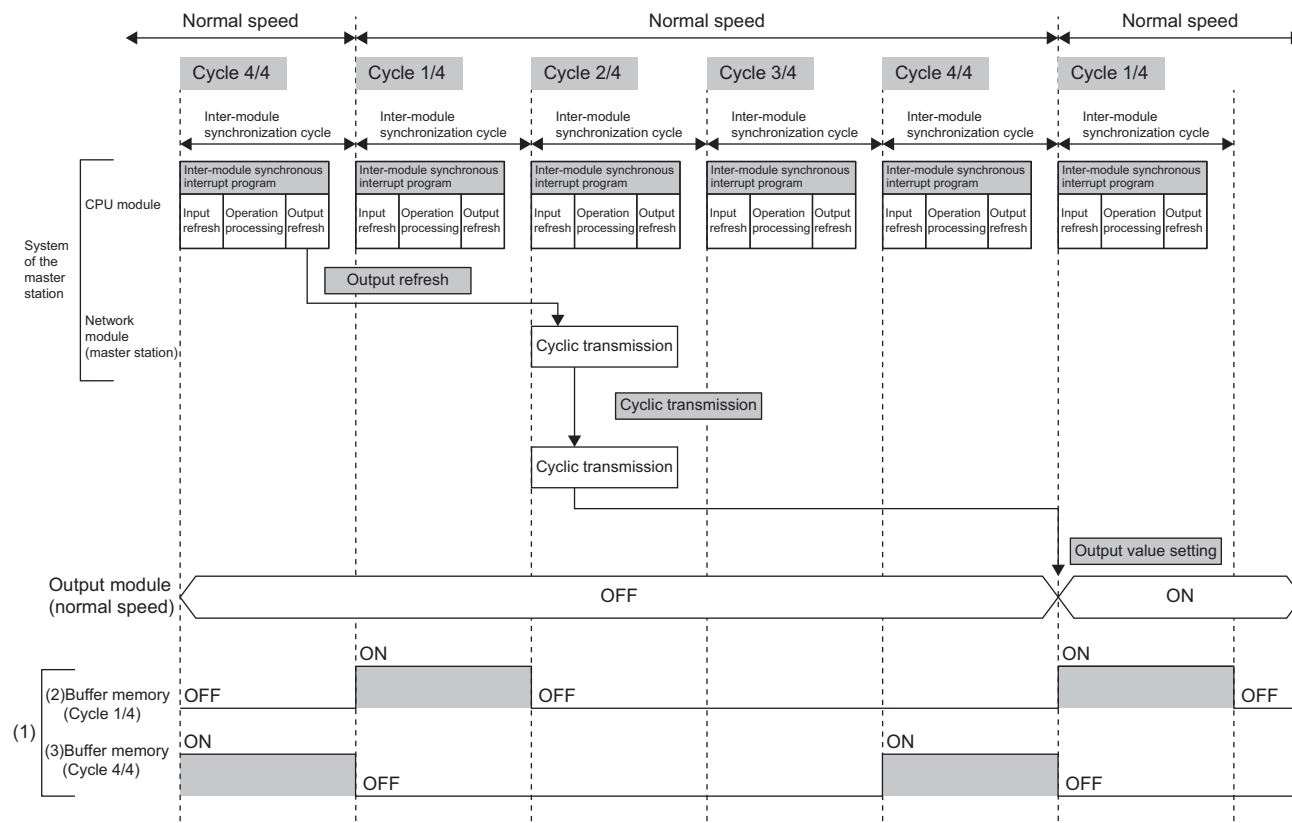 Normal speed
Normal speed
Normal speed
Cycle 4/4
Cycle 1/4
Cycle 2/4
Cycle 3/4
Cycle 4/4
Cycle 1/4
Inter-module
synchronization cycle
Inter-module
synchronization cycle
Inter-module
synchronization cycle
Inter-module
synchronization cycle
Inter-module
synchronization cycle
Inter-module
synchronization cycle
System
of the
master
station
CPU module
Inter-module synchronous
interrupt program
Input
refresh
Operation
processing
Output
refresh
Inter-module synchronous
interrupt program
Input
refresh
Operation
processing
Output
refresh
Inter-module synchronous
interrupt program
Input
refresh
Operation
processing
Output
refresh
Inter-module synchronous
interrupt program
Input
refresh
Operation
processing
Output
refresh
Inter-module synchronous
interrupt program
Input
refresh
Operation
processing
Output
refresh
Inter-module synchronous
interrupt program
Input
refresh
Operation
processing
Output
refresh
Output refresh
Network
module
(master station)
Cyclic transmission
Cyclic transmission
Cyclic transmission
Output value setting
Output module
(normal speed)
OFF
ON
(1)
(2)Buffer memory
(Cycle 1/4)
OFF
ON
OFF
ON
OFF
(3)Buffer memory
(Cycle 4/4)
ON
OFF
ON
OFF